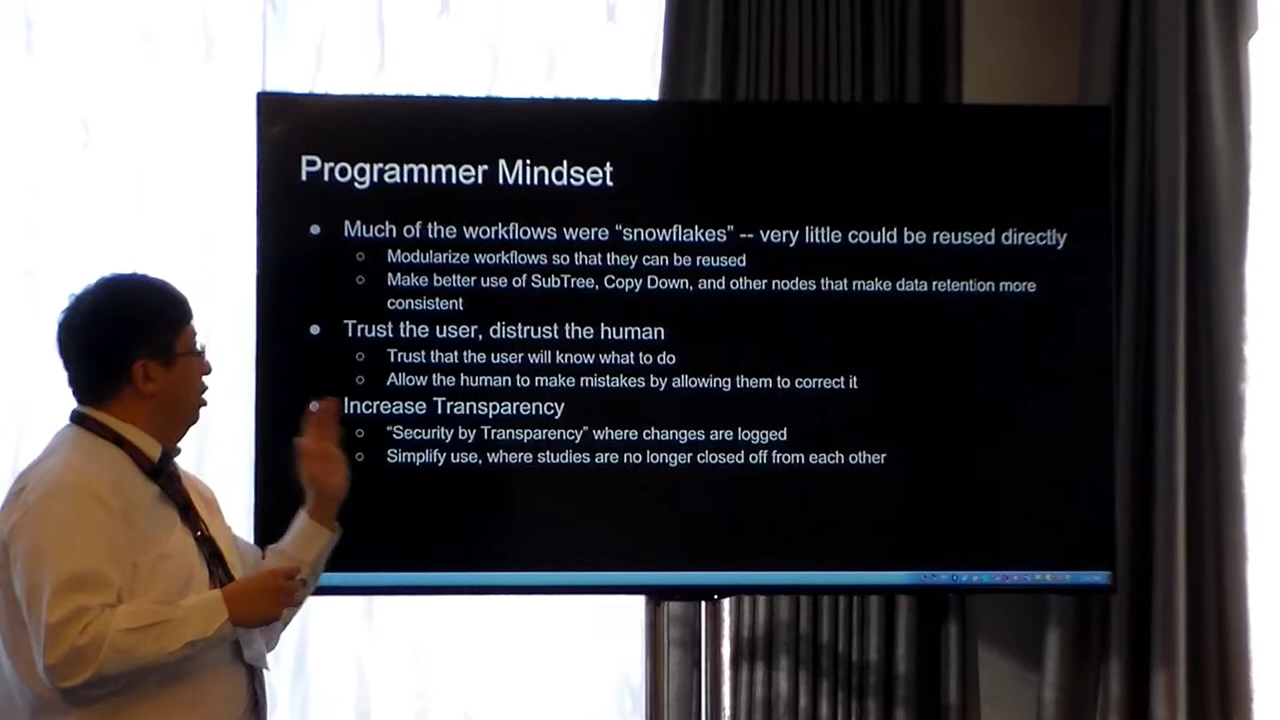 Programmer Mindset
Much of the workflows were “snowflakes” -- very little could be reused directly
Modularize workflows so that they can be reused
Make better use of SubTree, Copy Down, and other nodes that make data retention more
consistent
Trust the user, distrust the human
Trust that the user will know what to do
Allow the human to make mistakes by allowing them to correct it
Increase Transparency
“Security by Transparency” where changes are logged
Simplify use, where studies are no longer closed off from each other